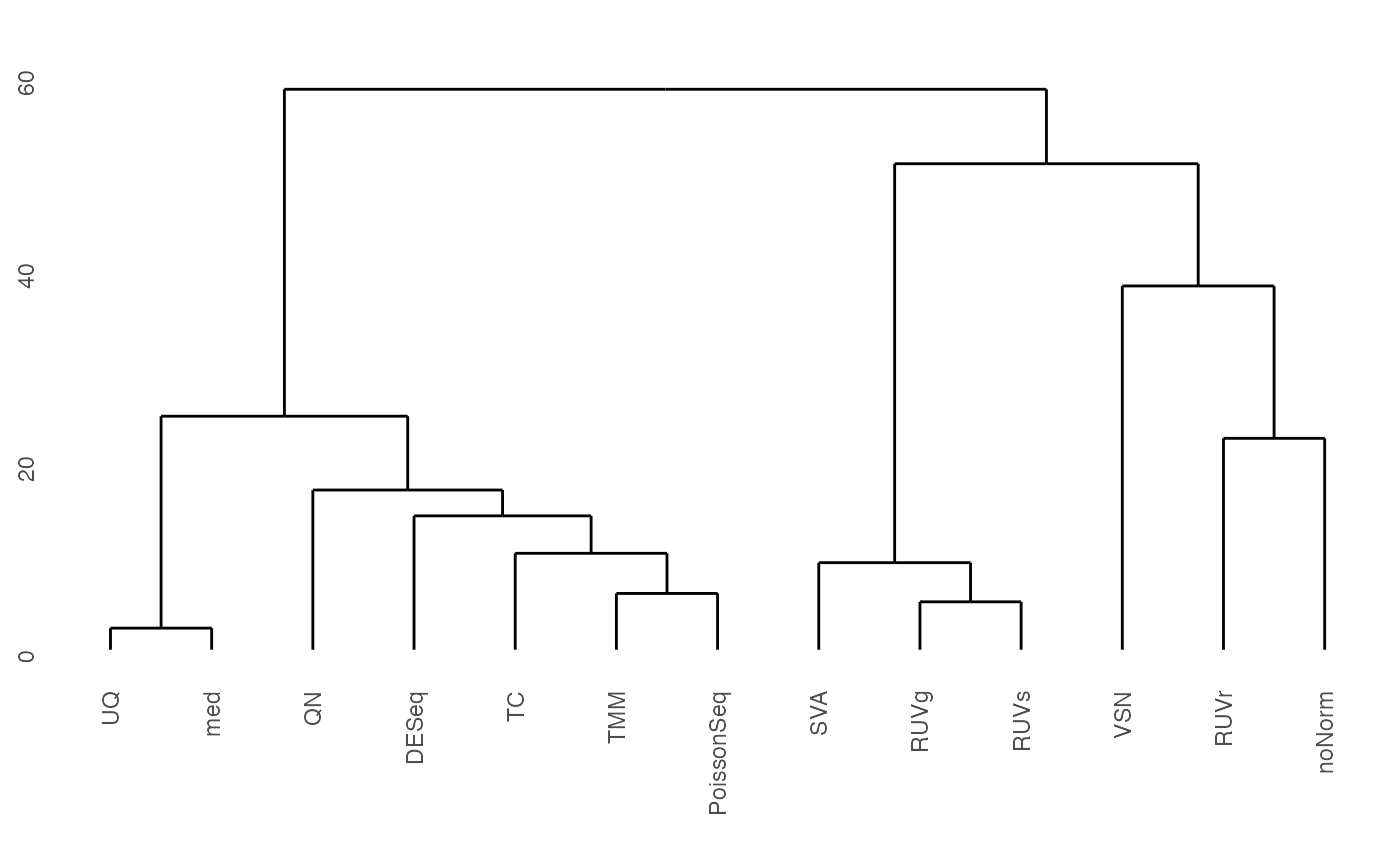 60
40
20
0
UQ
med
QN
DESeq
TC
TMM
PoissonSeq
SVA
RUVg
RUVs
VSN
RUVr
noNorm